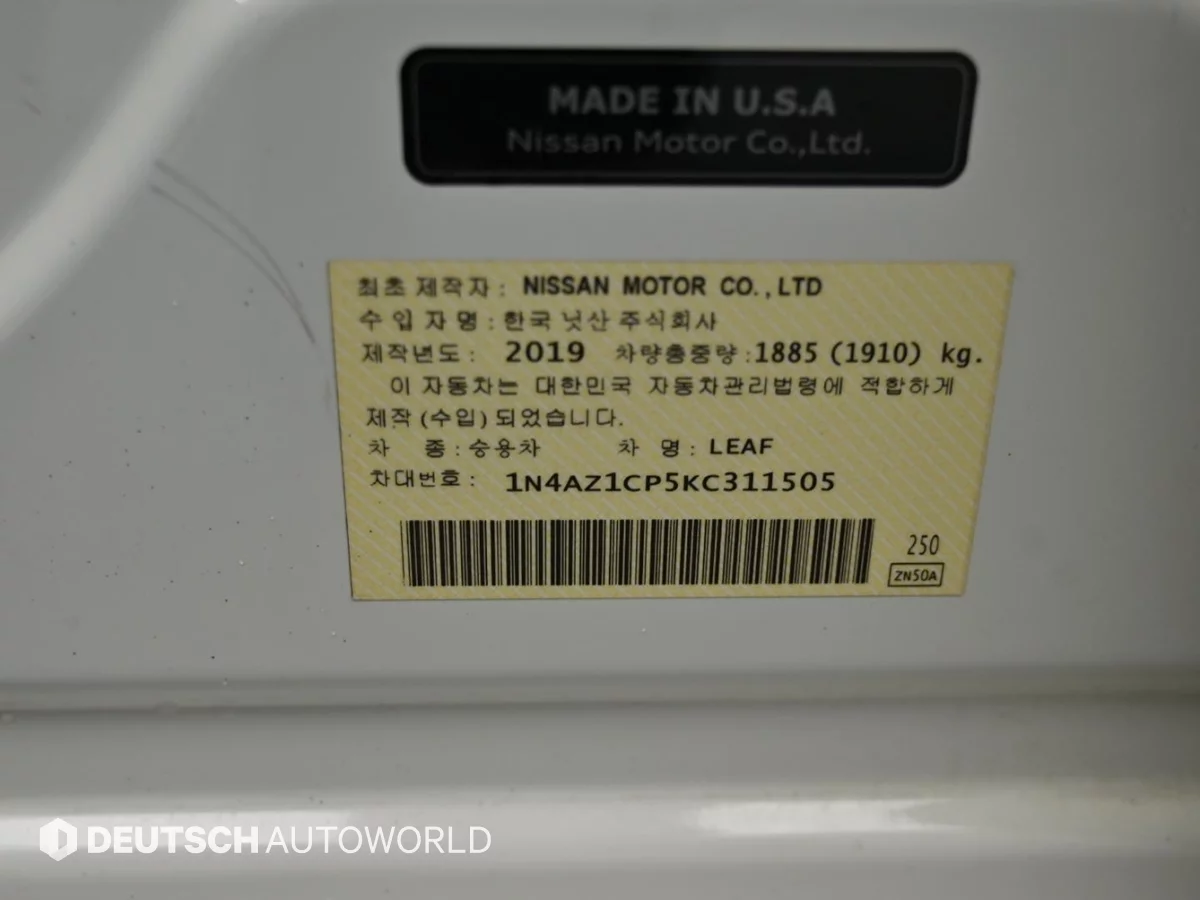 MADE IN U.S.A
Nissan Motor Co.,Ltd.
최초 제작자 : NISSAN MOTOR CO.,LTD
수 입 자 명 : 한국 닛산 주식회사
제작년도 : 2019 차량총중량 :1885 (1910) kg.
이 자동차는 대한민국 자동차관리법령에 적합하게
제작 (수입) 되었습니다.
차 종 : 승용차 차 명 : LEAF
차대번호 : 1N4AZ1CP5KC311505
250
ZN50A
DEUTSCH AUTOWORLD